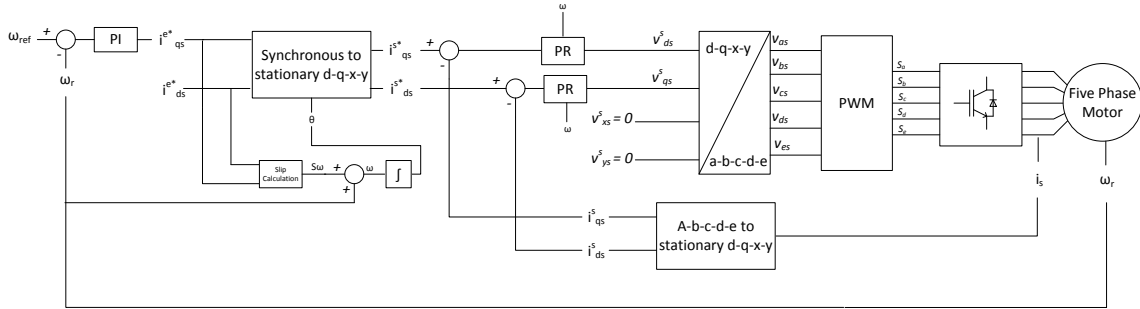 ω
ω_ref
+
-
PI
i^e*_qs
Synchronous to
stationary d-q-x-y
i^s*_qs
+
-
PR
v^s_ds
d-q-x-y
a-b-c-d-e
v_as
v_bs
v_cs
v_ds
v_es
PWM
S_a
S_b
S_c
S_d
S_e
Five Phase
Motor
ω_r
i^e*_ds
i^s*_ds
+
-
PR
v^s_qs
ω
θ
v^s_xs = 0
v^s_ys = 0
Slip
Calculation
Sω
+
+
ω
∫
i_s
ω_r
i^s_qs
i^s_ds
A-b-c-d-e to
stationary d-q-x-y